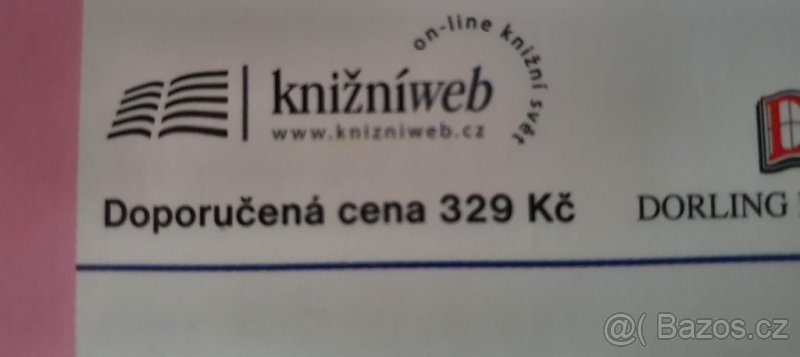 on-line knižní svět
knižníweb
www.knizniweb.cz
Doporučená cena 329 Kč
DORLING
@( Bazos.cz